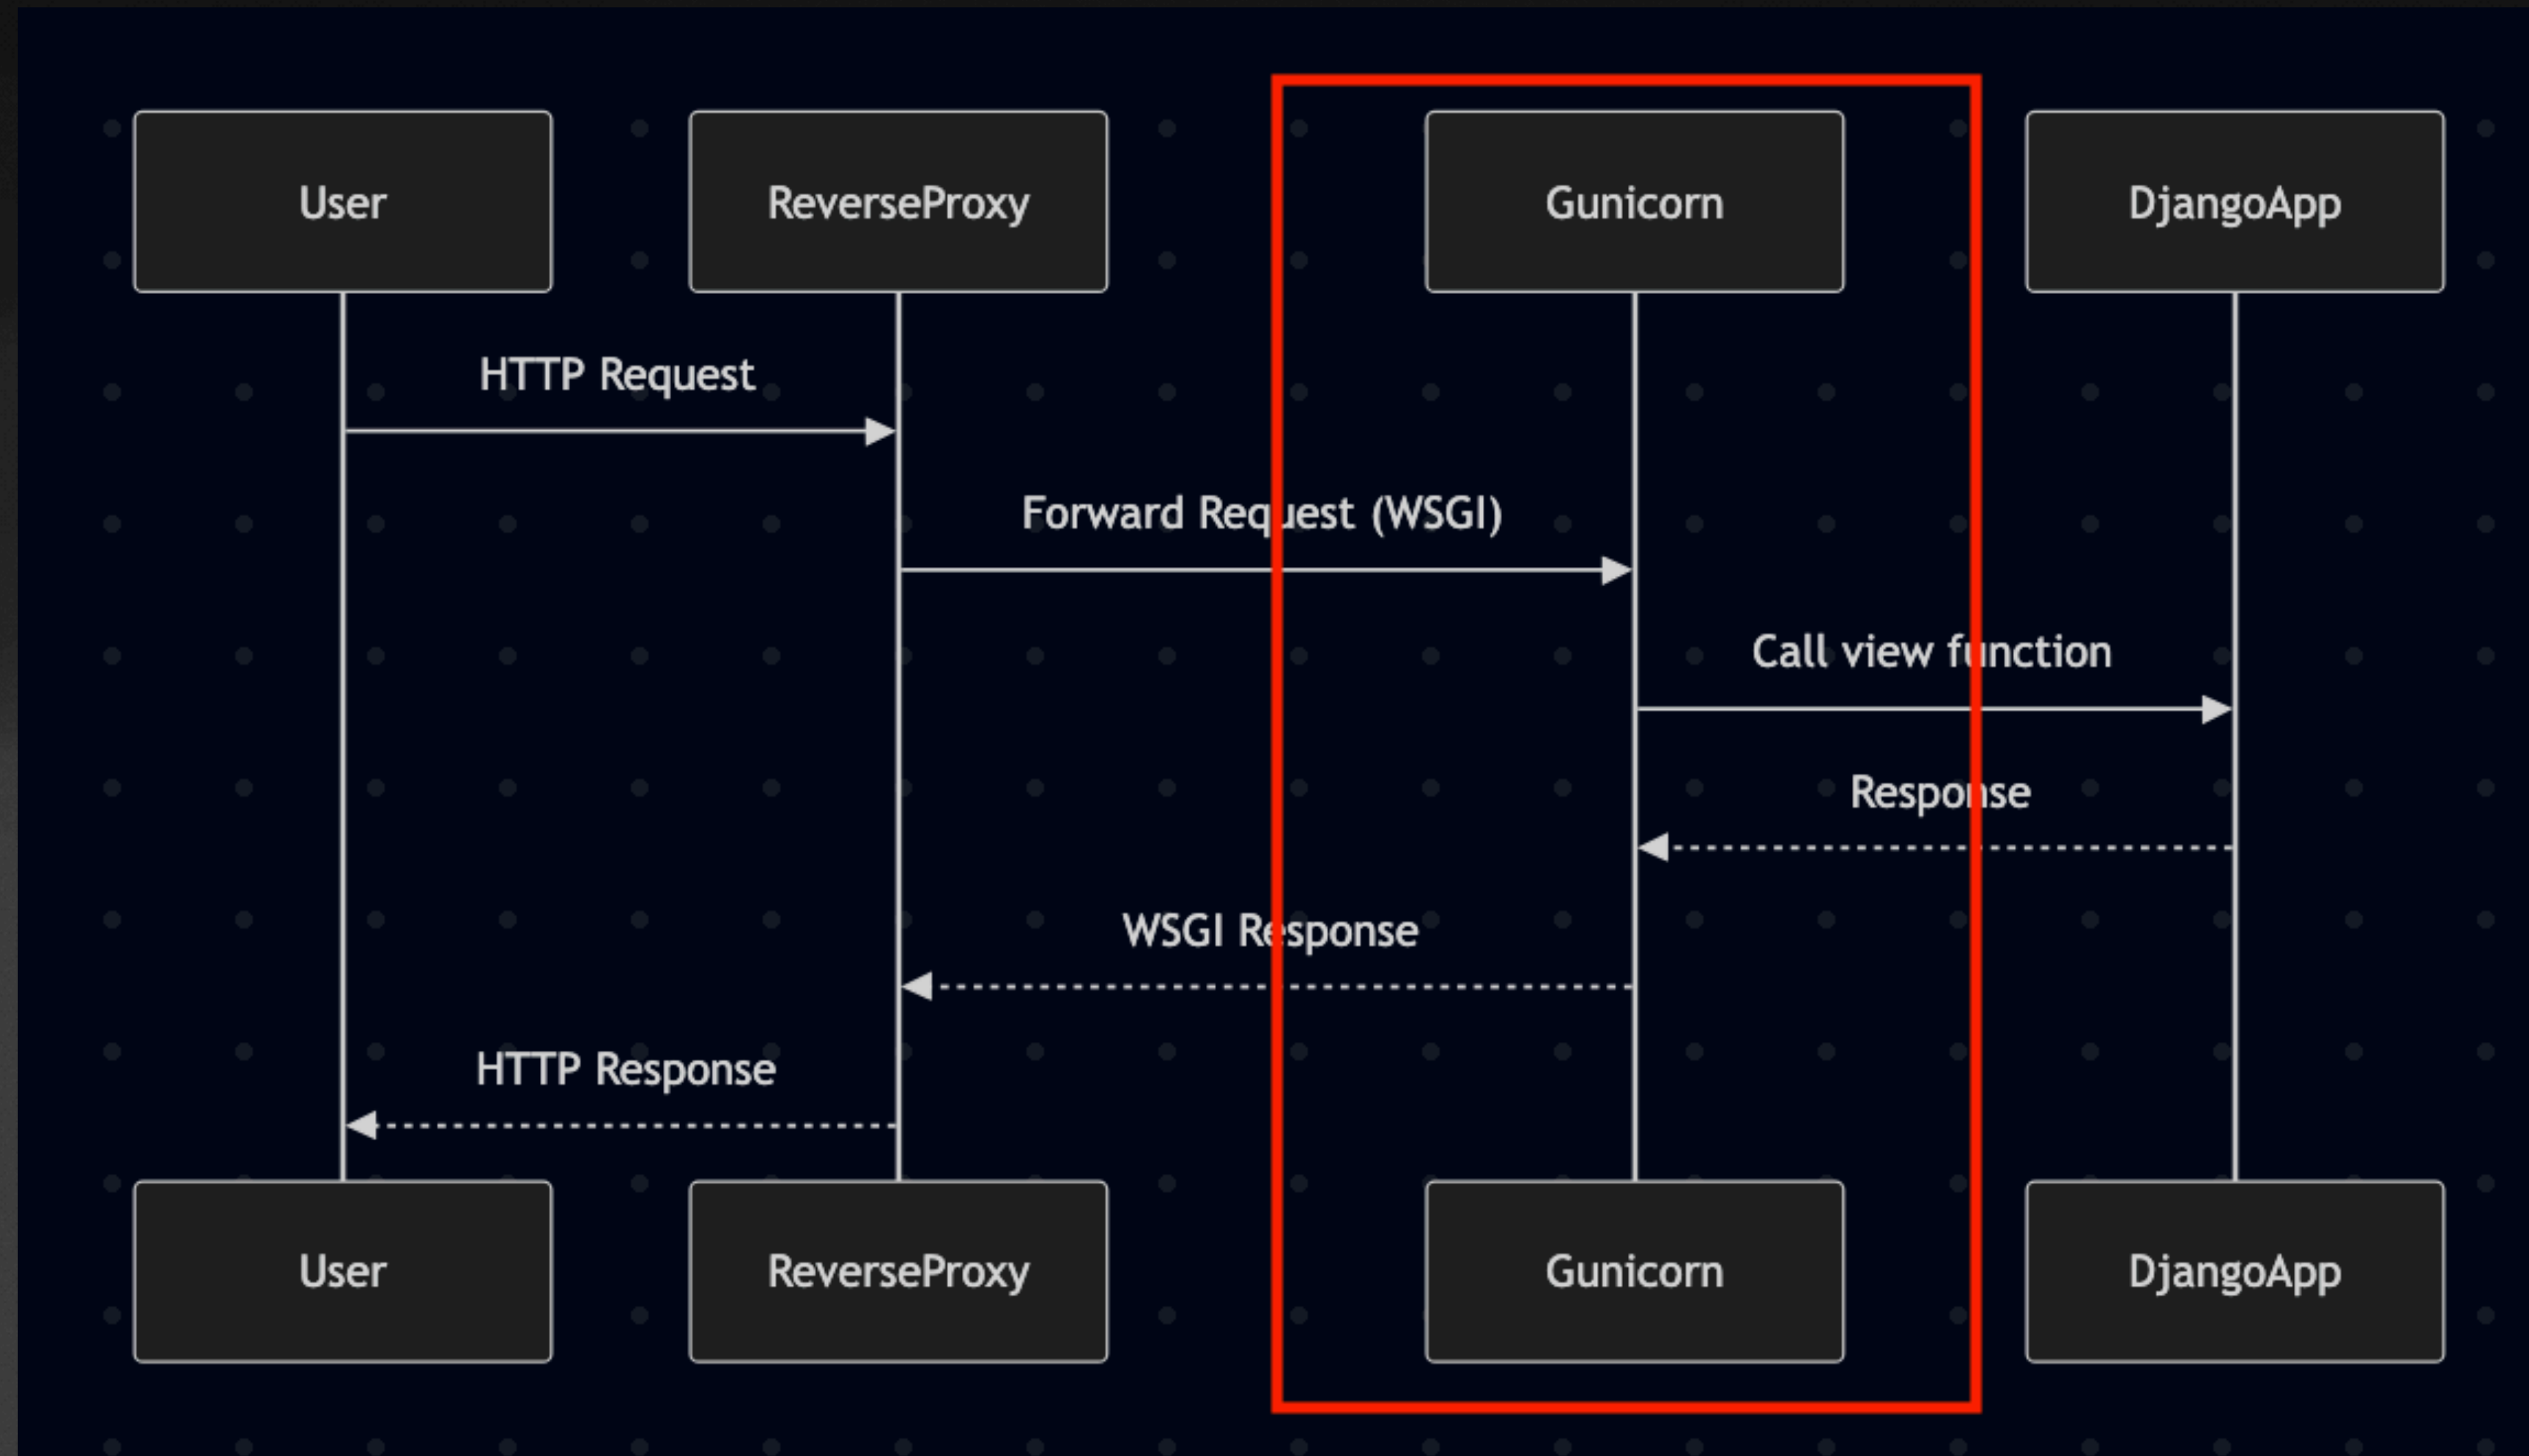 User
ReverseProxy
Gunicorn
DjangoApp
HTTP Request
Forward Request (WSGI)
Call view function
Response
WSGI Response
HTTP Response
User
ReverseProxy
Gunicorn
DjangoApp